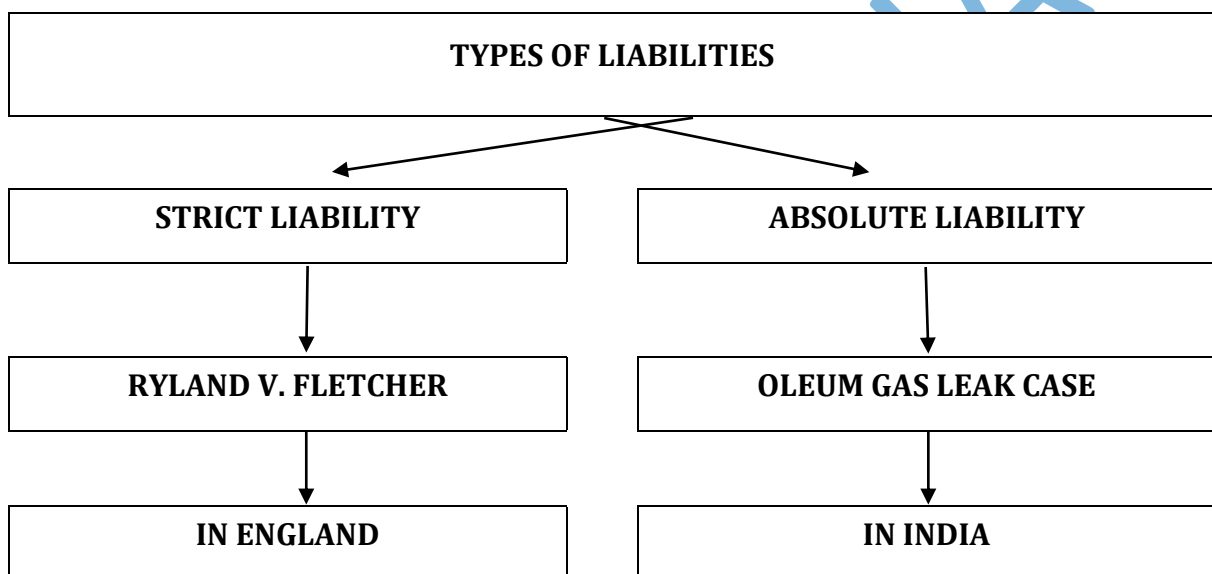 TYPES OF LIABILITIES
STRICT LIABILITY
ABSOLUTE LIABILITY
RYLAND V. FLETCHER
OLEUM GAS LEAK CASE
IN ENGLAND
IN INDIA